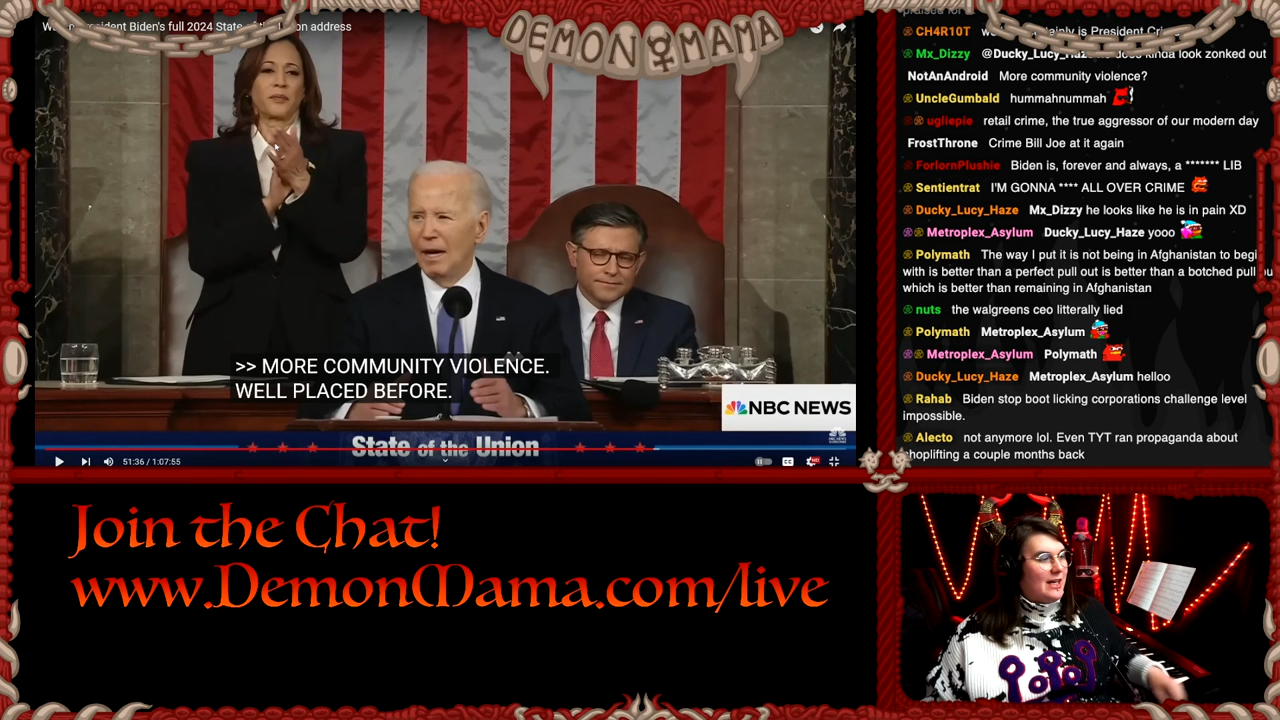 President Biden's full 2024 State address
DEMON MAMA
>> MORE COMMUNITY VIOLENCE.
WELL PLACED BEFORE.
NBC NEWS
State of the Union
51:36 / 1:07:55
CC
HD
CH4R10T is President
Mx_Dizzy kinda look zonked out
NotAnAndroid More community violence?
UncleGumbald hummahnummah
ugliepie retail crime, the true aggressor of our modern day
FrostThrone Crime Bill Joe at it again
ForlornPlushie Biden is, forever and always, a ******* LIB
Sentientrat I'M GONNA **** ALL OVER CRIME
Ducky_Lucy_Haze Mx_Dizzy he looks like he is in pain XD
Metroplex_Asylum Ducky_Lucy_Haze yooo
Polymath The way I put it is not being in Afghanistan to begi
with is better than a perfect pull out is better than a botched pull
which is better than remaining in Afghanistan
nuts the walgreens ceo litterally lied
Polymath Metroplex_Asylum
Metroplex_Asylum Polymath
Ducky_Lucy_Haze Metroplex_Asylum helloo
Rahab Biden stop boot licking corporations challenge level
impossible.
Alecto not anymore lol. Even TYT ran propaganda about
shoplifting a couple months back
Join the Chat!
www.DemonMama.com/live